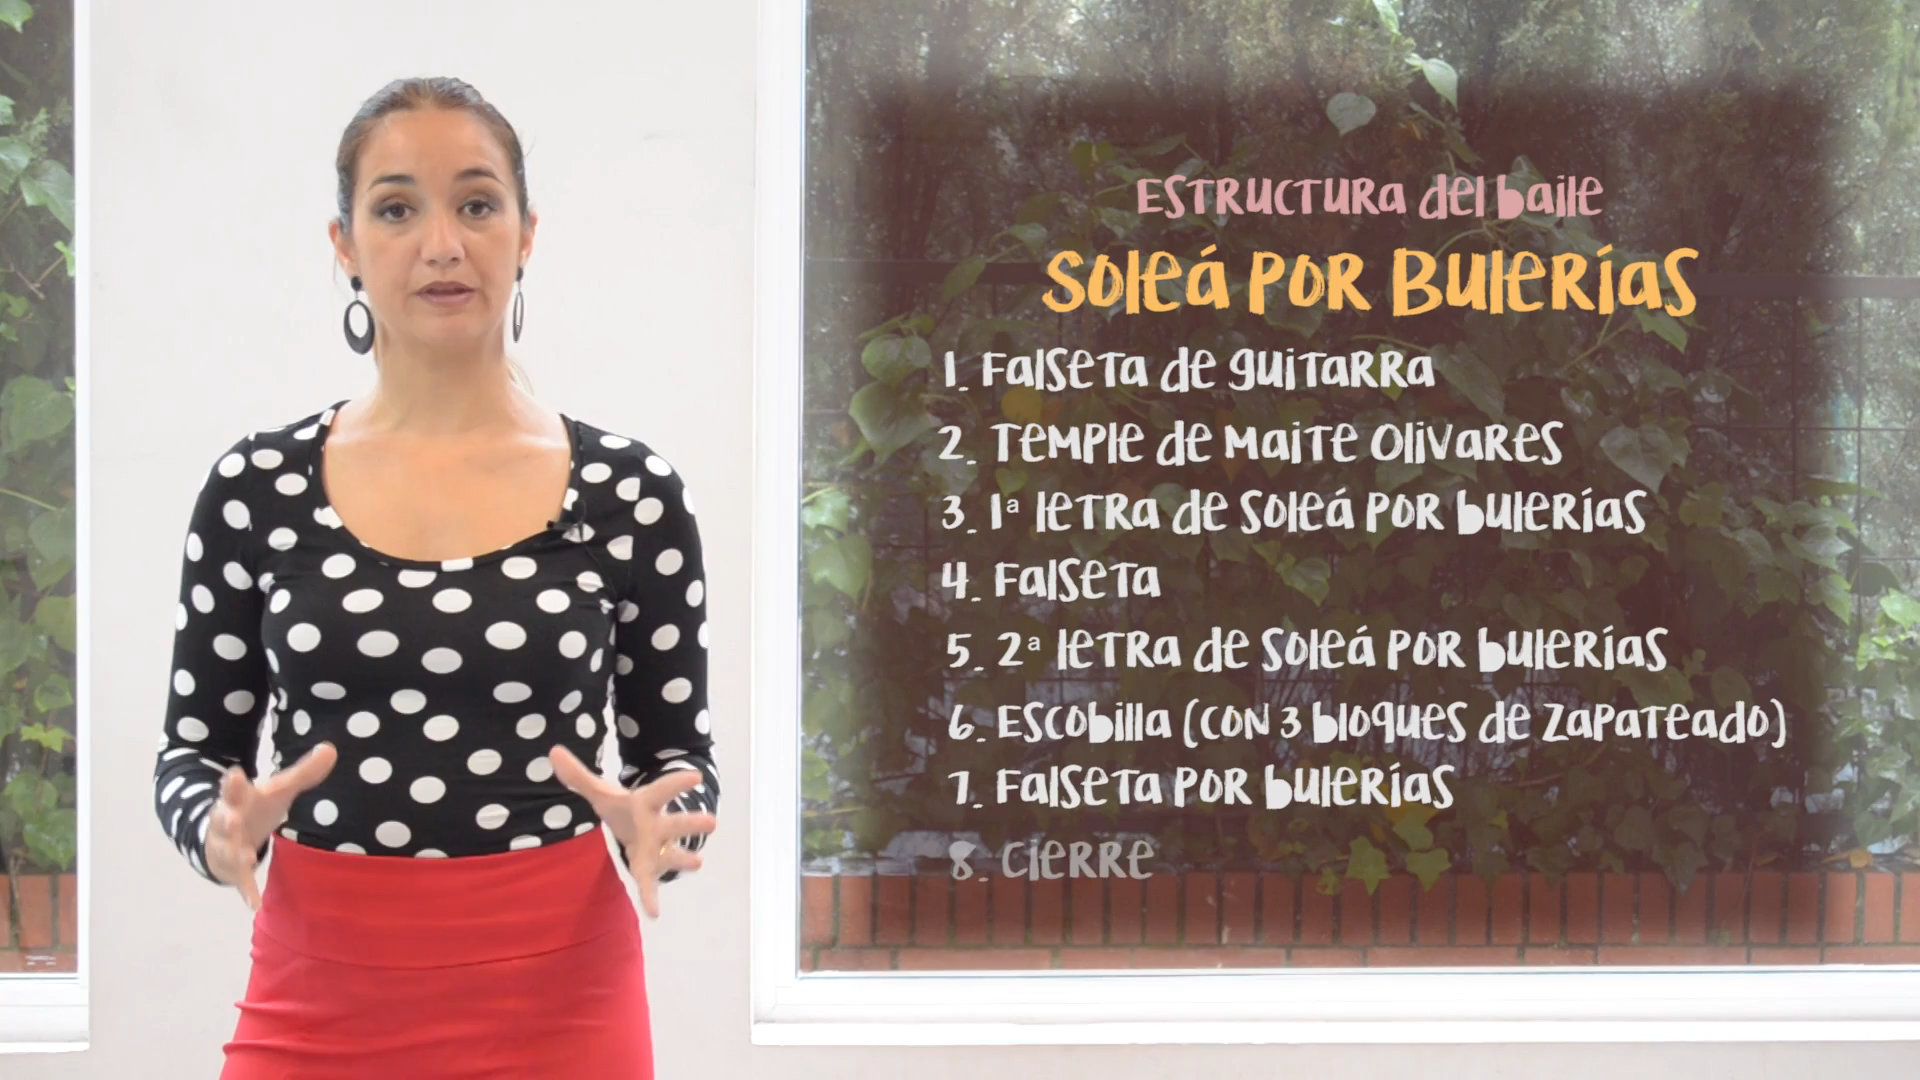 ESTRUCTURA del baile
Soleá por Bulerías
1. Falseta de guitarra
2. Temple de Maite Olivares
3. 1ª letra de soleá por bulerías
4. Falseta
5. 2ª letra de soleá por bulerías
6. Escobilla (con 3 bloques de zapateado)
7. Falseta por bulerías
8. Cierre